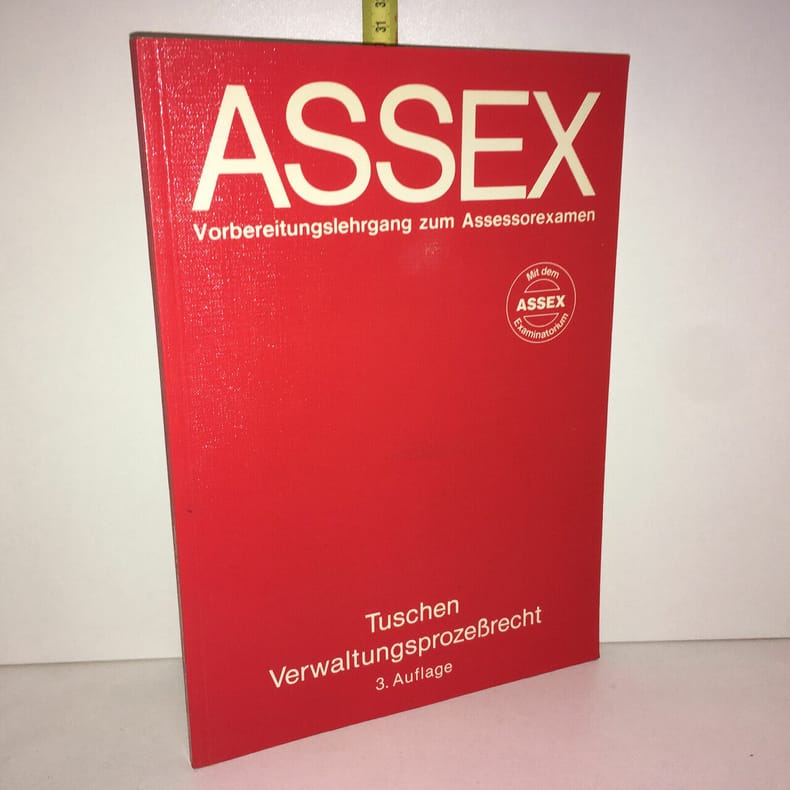 31
ASSEX
Vorbereitungslehrgang zum Assessorexamen
Mit dem
ASSEX
Examinatorium
Tuschen
Verwaltungsprozeßrecht
3. Auflage